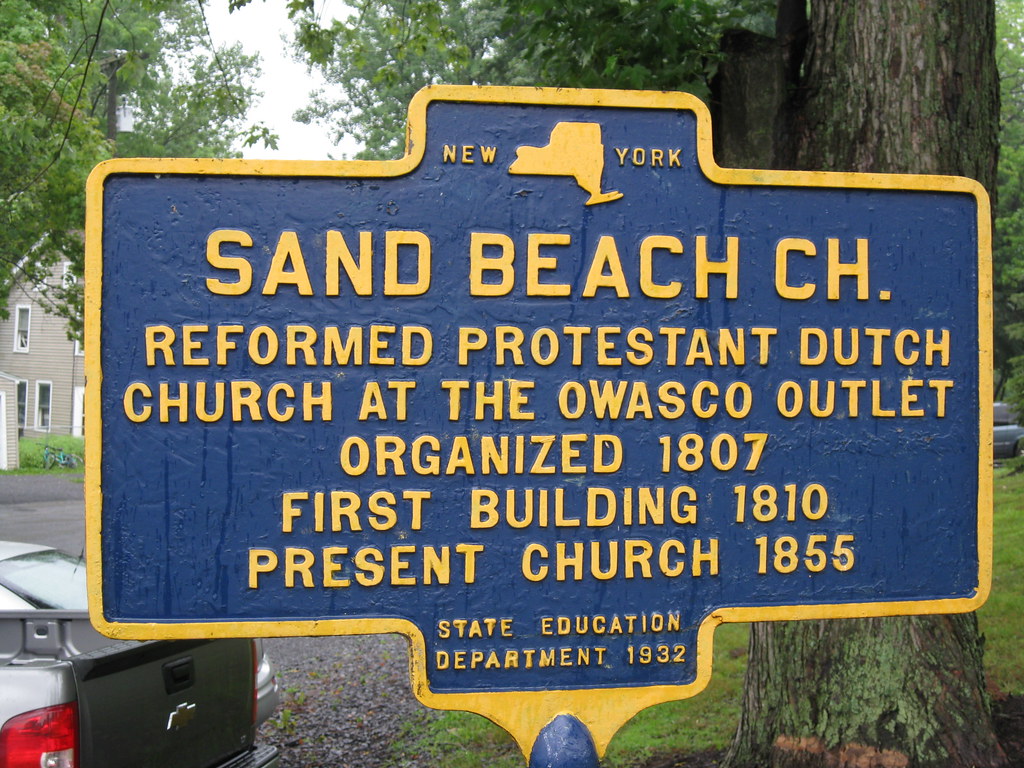 NEW YORK
SAND BEACH CH.
REFORMED PROTESTANT DUTCH
CHURCH AT THE OWASCO OUTLET
ORGANIZED 1807
FIRST BUILDING 1810
PRESENT CHURCH 1855
STATE EDUCATION
DEPARTMENT 1932